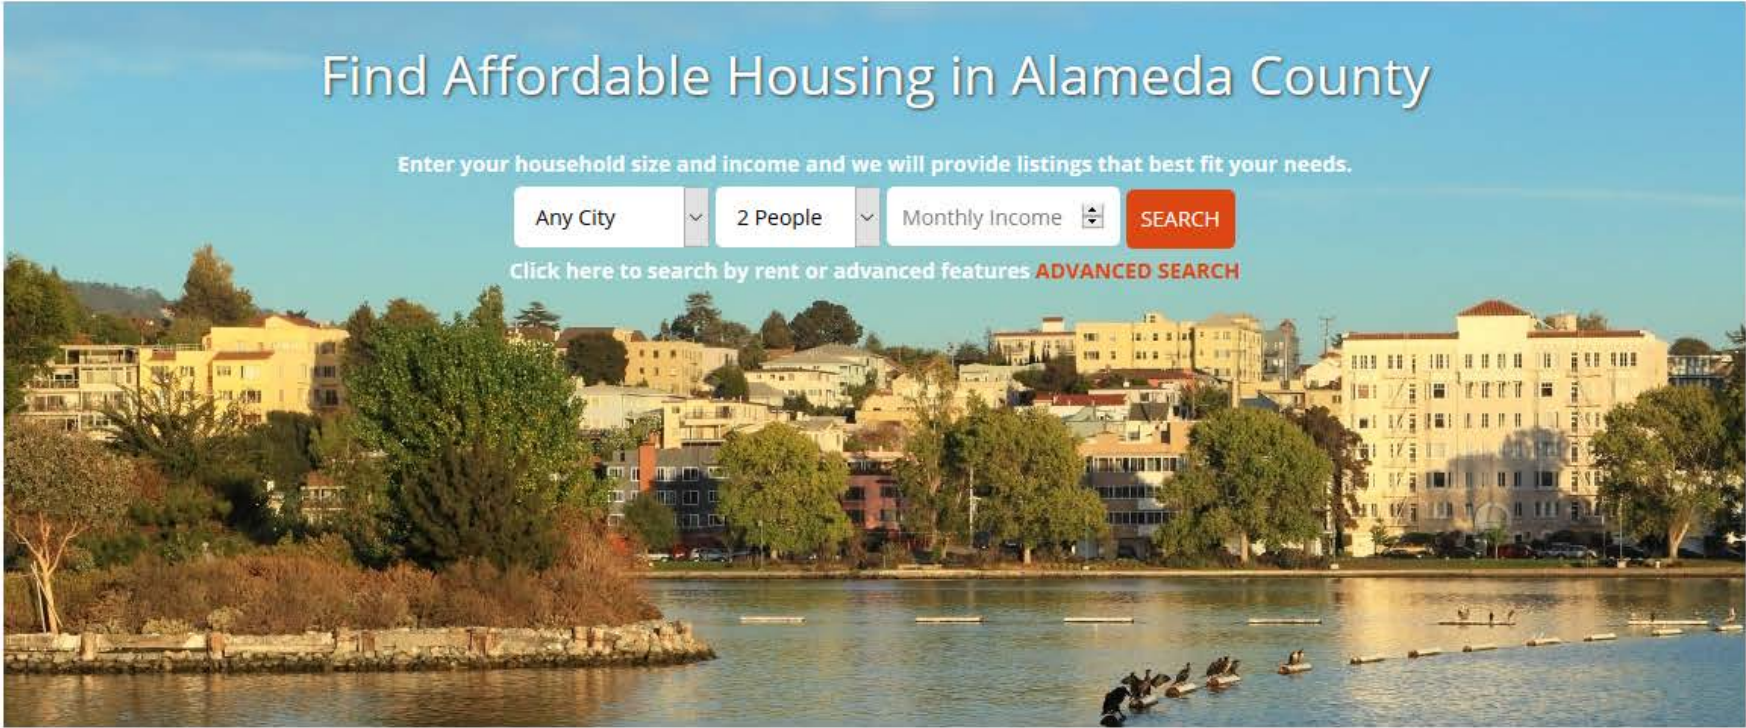 Find Affordable Housing in Alameda County
Enter your household size and income and we will provide listings that best fit your needs.
Any City 2 People Monthly Income SEARCH
Click here to search by rent or advanced features ADVANCED SEARCH